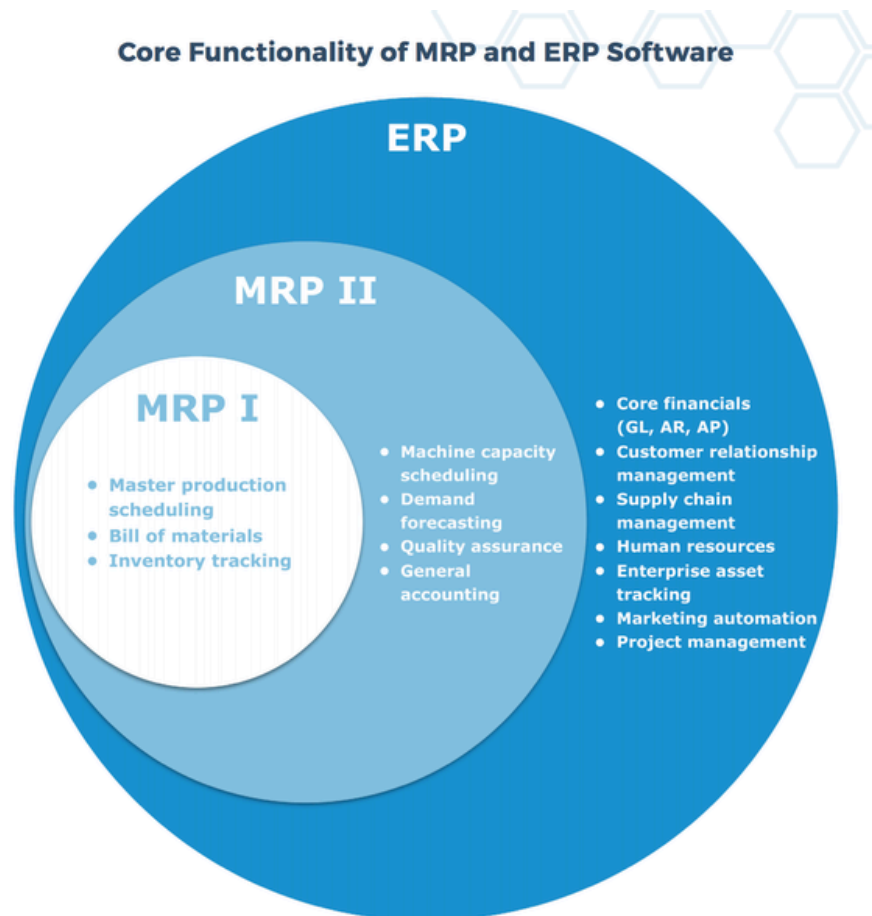 Core Functionality of MRP and ERP Software
ERP
MRP II
MRP I
• Master production
scheduling
• Bill of materials
• Inventory tracking
• Machine capacity
scheduling
• Demand
forecasting
• Quality assurance
• General
accounting
• Core financials
(GL, AR, AP)
• Customer relationship
management
• Supply chain
management
• Human resources
• Enterprise asset
tracking
• Marketing automation
• Project management